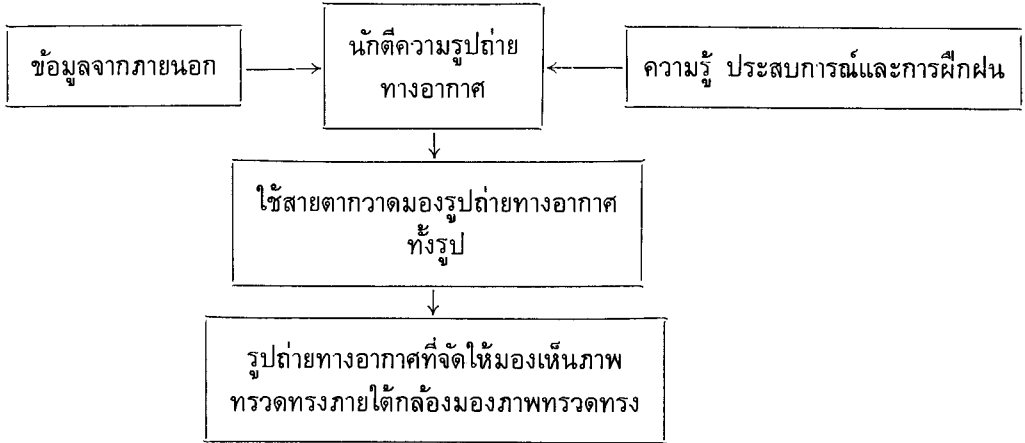 ข้อมูลจากภายนอก
นักตีความรูปถ่าย
ทางอากาศ
ความรู้ ประสบการณ์และการฝึกฝน
ใช้สายตากวาดมองรูปถ่ายทางอากาศ
ทั้งรูป
รูปถ่ายทางอากาศที่จัดให้มองเห็นภาพ
ทรวดทรงภายใต้กล้องมองภาพทรวดทรง